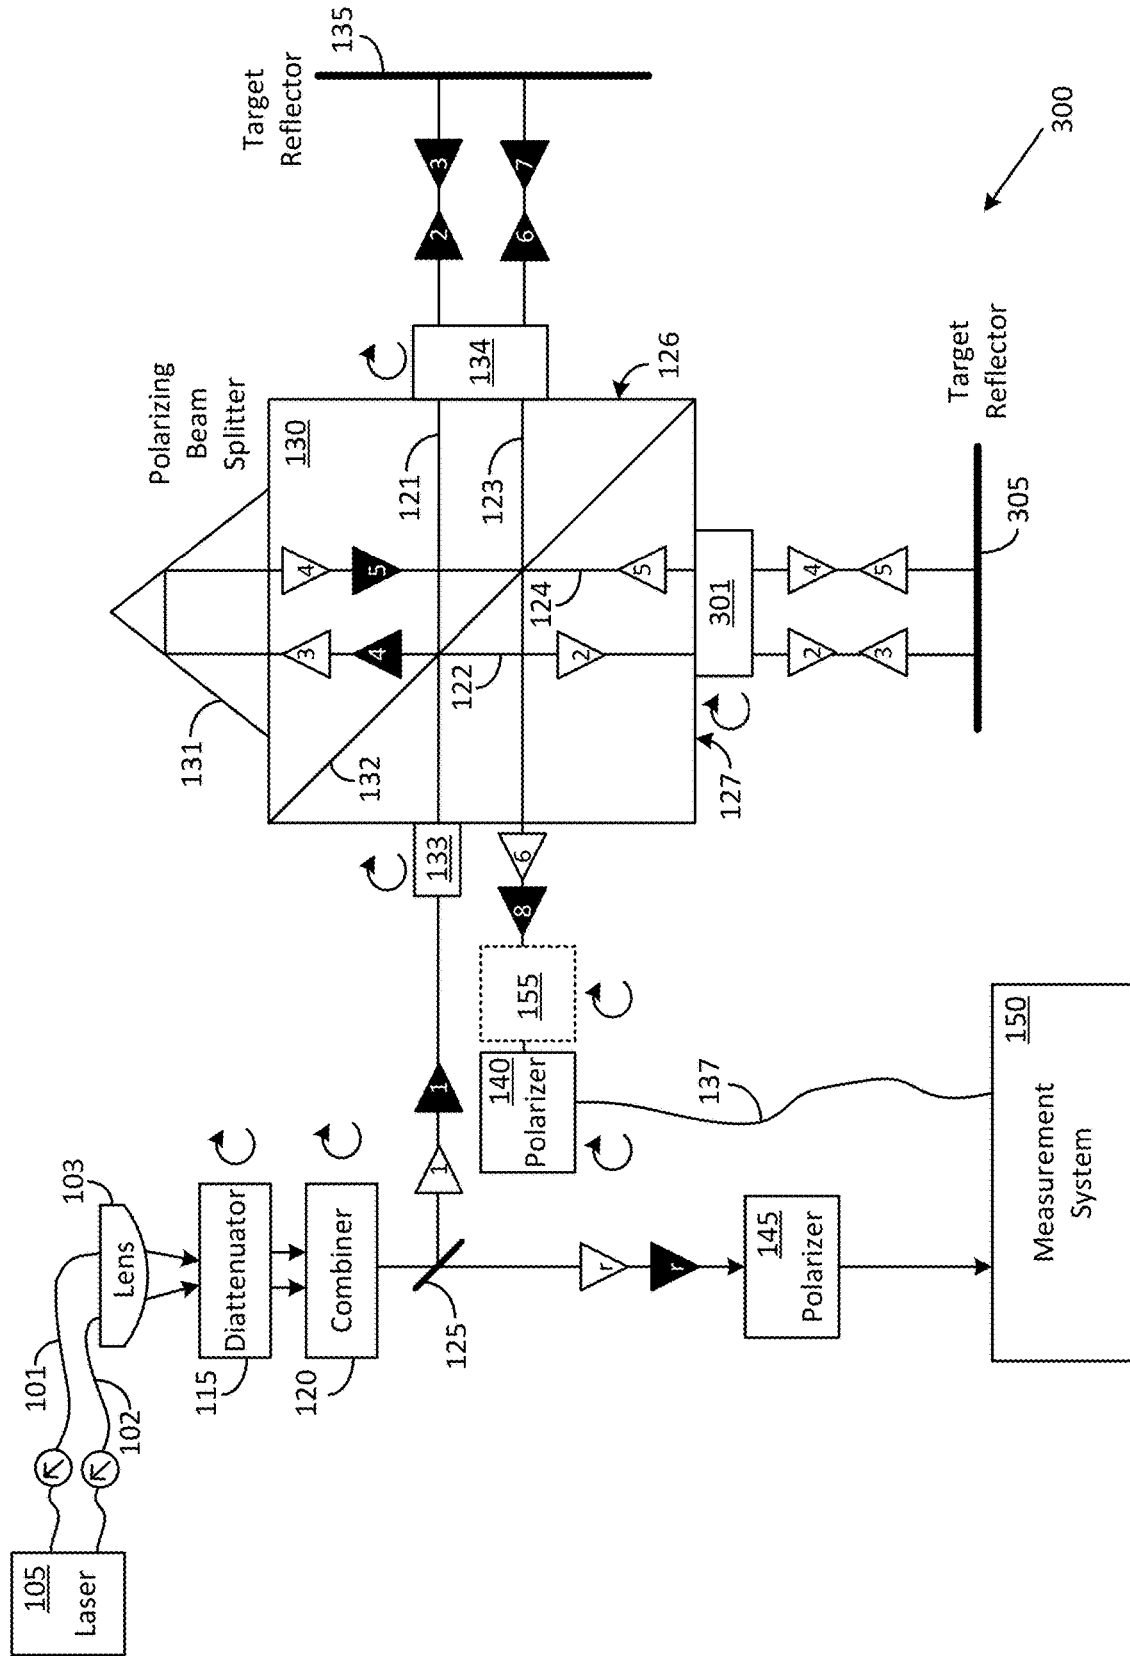 105
Laser
101
102
103
Lens
115
Diattenuator
120
Combiner
125
1
1
r
r
145
Polarizer
133
Polarizing
Beam
Splitter
130
131
132
3
4
4
5
121
122
123
124
2
5
134
126
127
301
2
3
6
7
Target
Reflector
135
2
3
4
5
Target
Reflector
305
6
8
155
140
Polarizer
137
150
Measurement
System
300